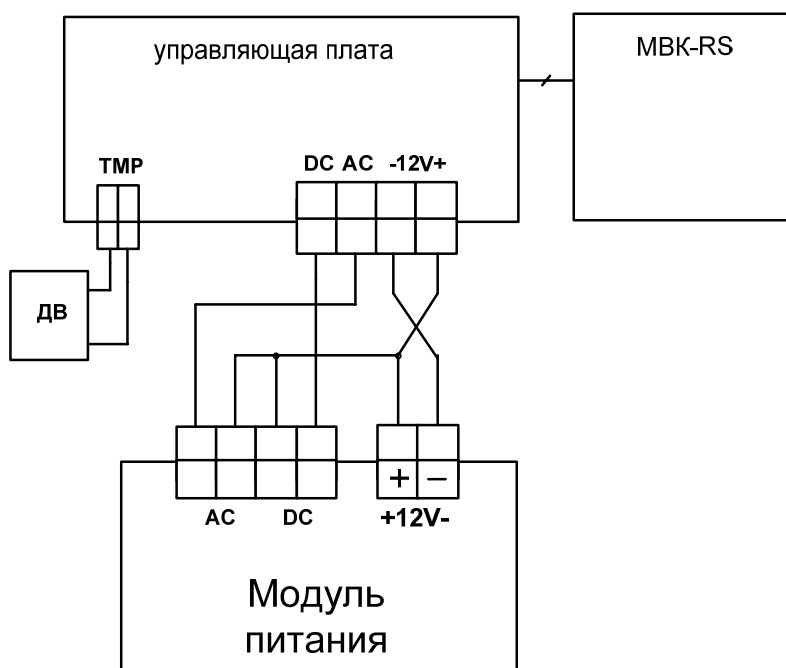 управляющая плата
МВК-RS
ТМР
DC AC -12V+
ДВ
+ −
AC DC
+12V-
Модуль
питания